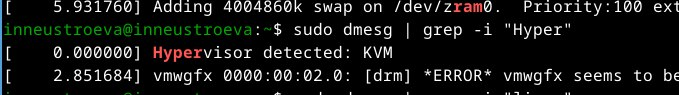 [    5.931760] Adding 4004860k swap on /dev/zram0.  Priority:100 ext
inneustroeva@inneustroeva:~$ sudo dmesg | grep -i "Hyper"
[    0.000000] Hypervisor detected: KVM
[    2.851684] vmwgfx 0000:00:02.0: [drm] *ERROR* vmwgfx seems to be